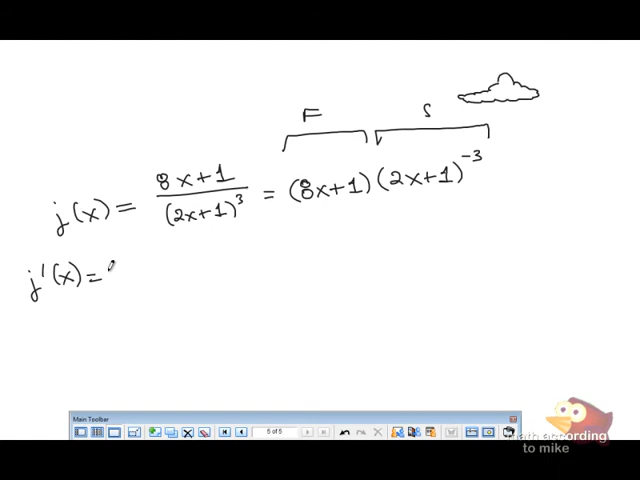 F S
j(x) = 8x+1 / (2x+1)^3 = (8x+1)(2x+1)^-3
j'(x) =
Main Toolbar
5 of 5
math according
to mike